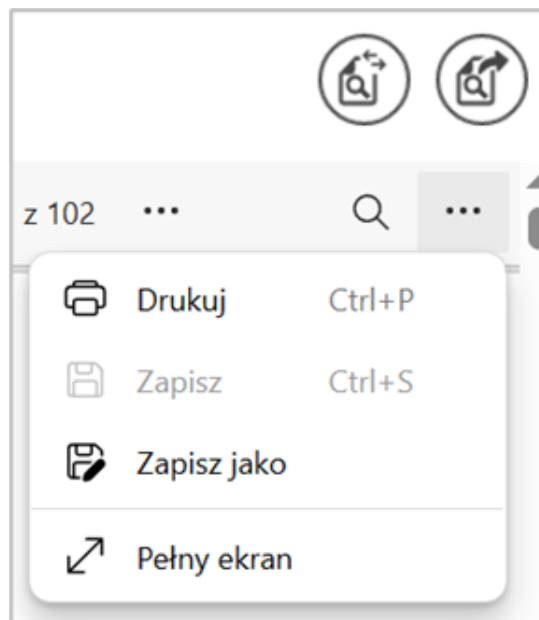 z 102 ... ...
Drukuj Ctrl+P
Zapisz Ctrl+S
Zapisz jako
Pełny ekran